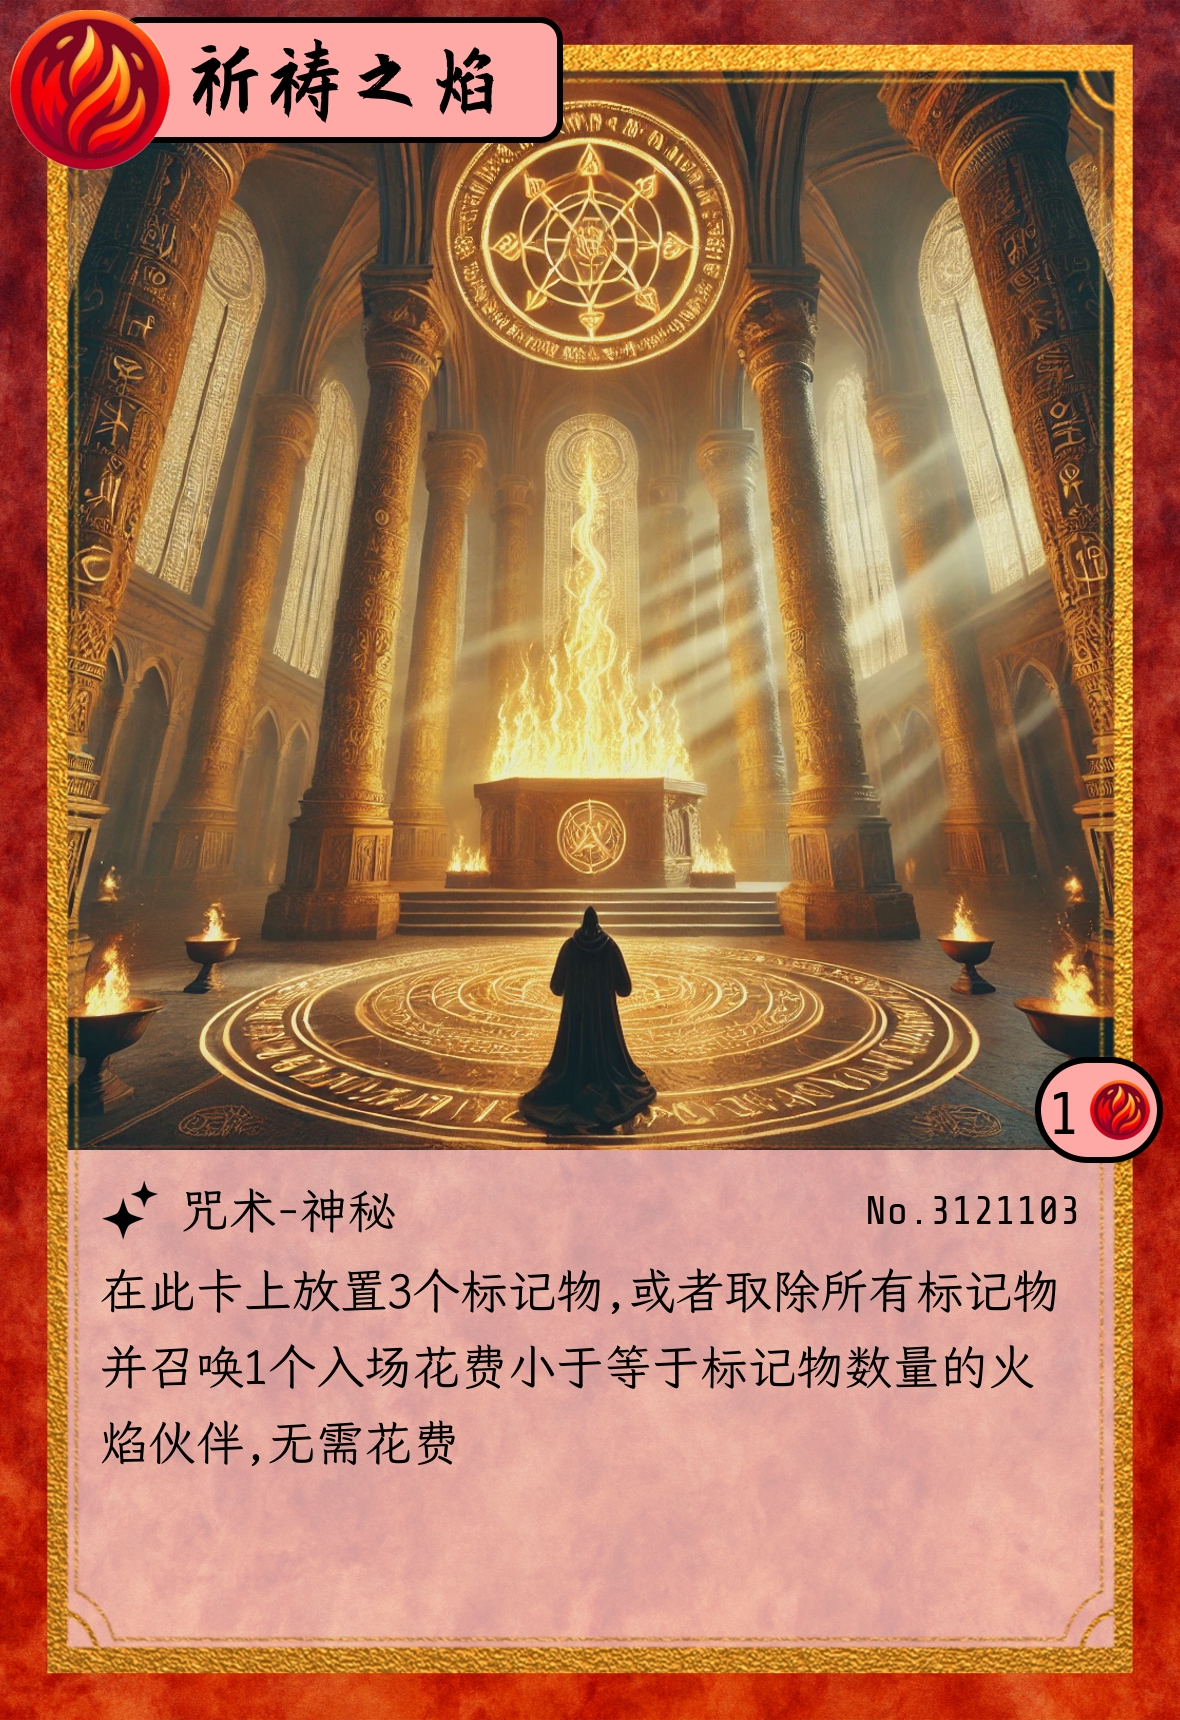 祈祷之焰
1
咒术-神秘
No.3121103
在此卡上放置3个标记物,或者取除所有标记物
并召唤1个入场花费小于等于标记物数量的火
焰伙伴,无需花费